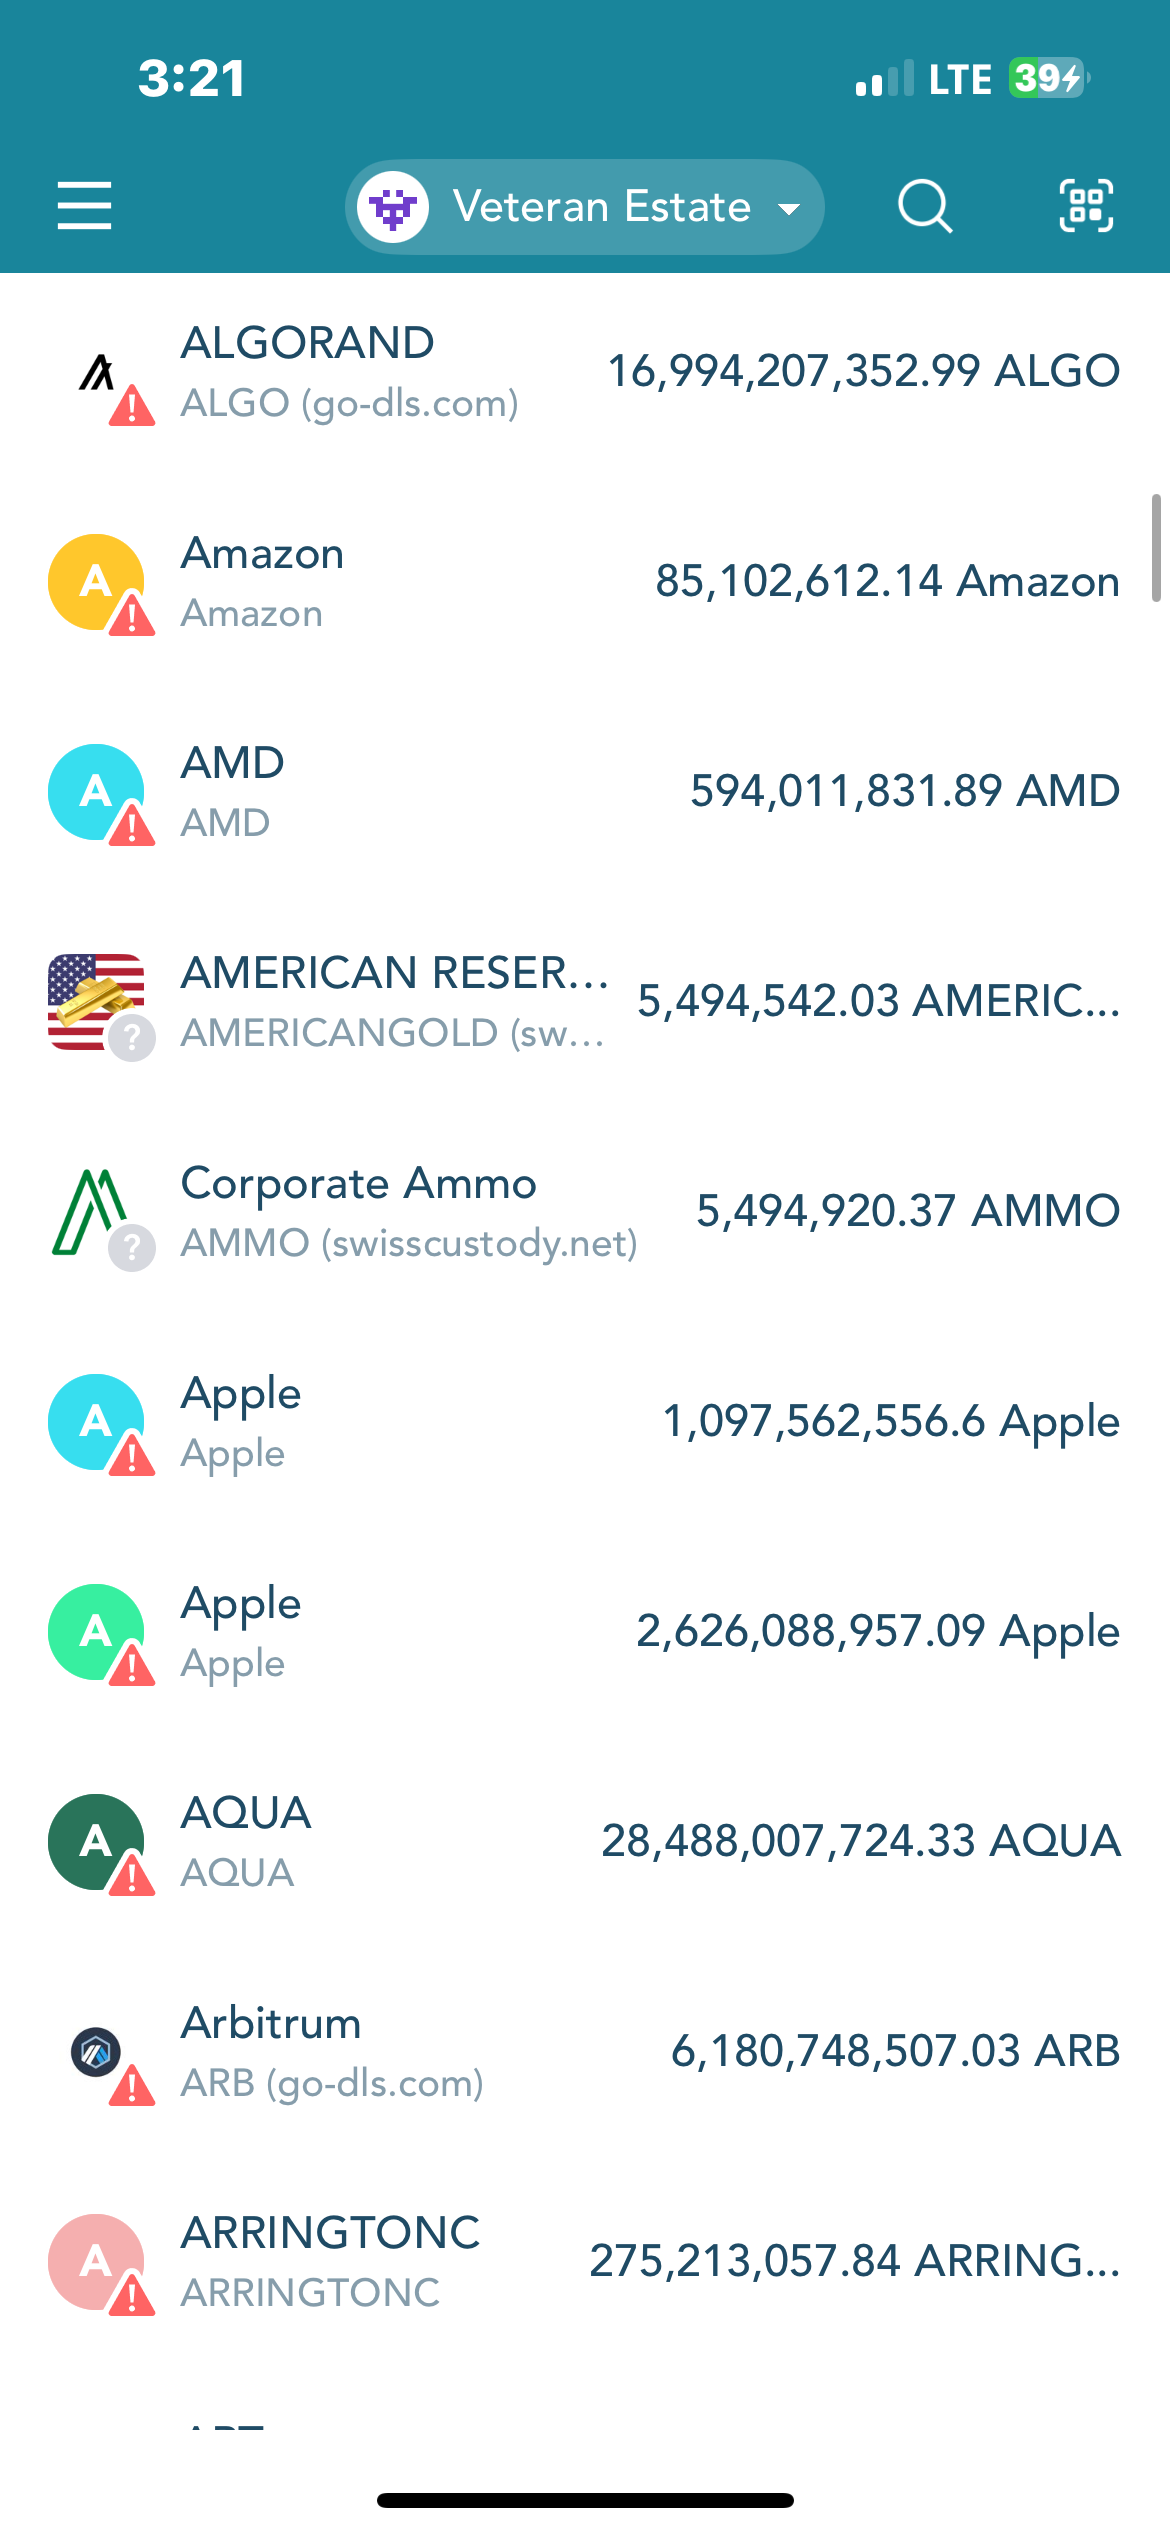 3:21
LTE 39
Veteran Estate
ALGORAND
ALGO (go-dls.com)
16,994,207,352.99 ALGO
A
Amazon
Amazon
85,102,612.14 Amazon
A
AMD
AMD
594,011,831.89 AMD
AMERICAN RESER...
AMERICANGOLD (sw...
5,494,542.03 AMERIC...
?
Corporate Ammo
AMMO (swisscustody.net)
5,494,920.37 AMMO
?
A
Apple
Apple
1,097,562,556.6 Apple
A
Apple
Apple
2,626,088,957.09 Apple
A
AQUA
AQUA
28,488,007,724.33 AQUA
Arbitrum
ARB (go-dls.com)
6,180,748,507.03 ARB
A
ARRINGTONC
ARRINGTONC
275,213,057.84 ARRING...